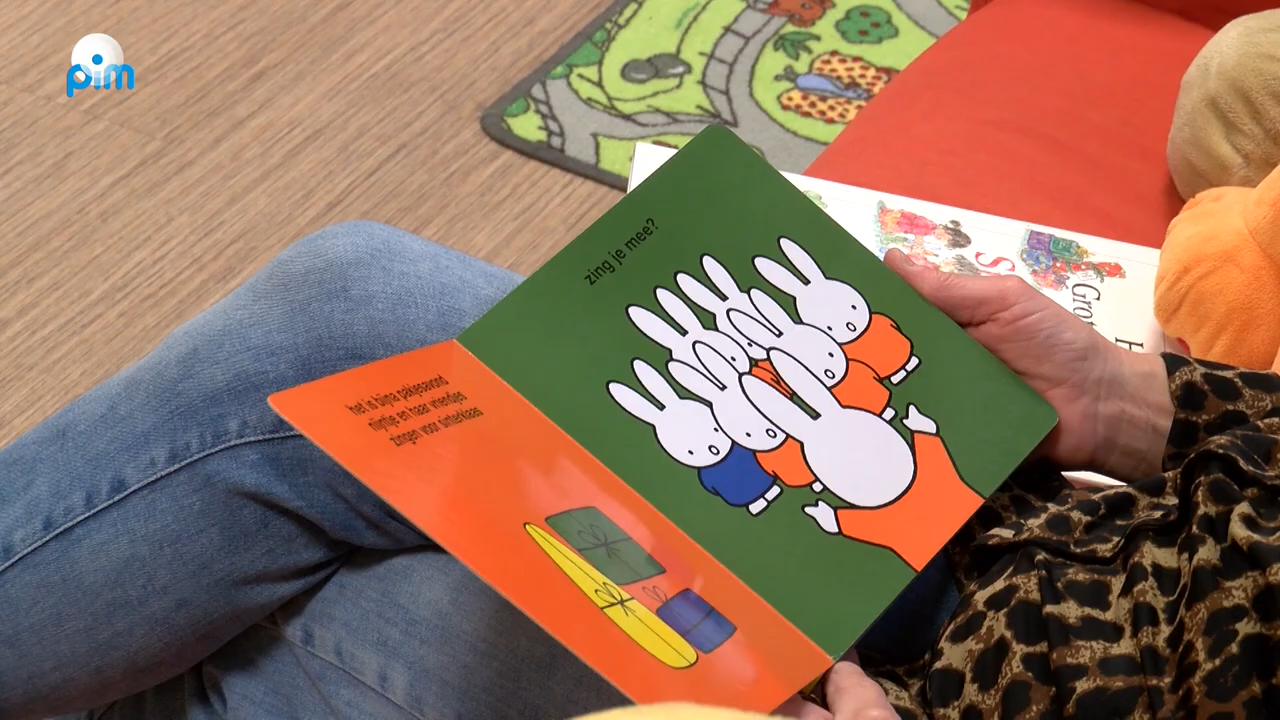 pim
zing je mee?
het is bijna pakjesavond
nijntje en haar vriendjes
zingen voor sinterklaas